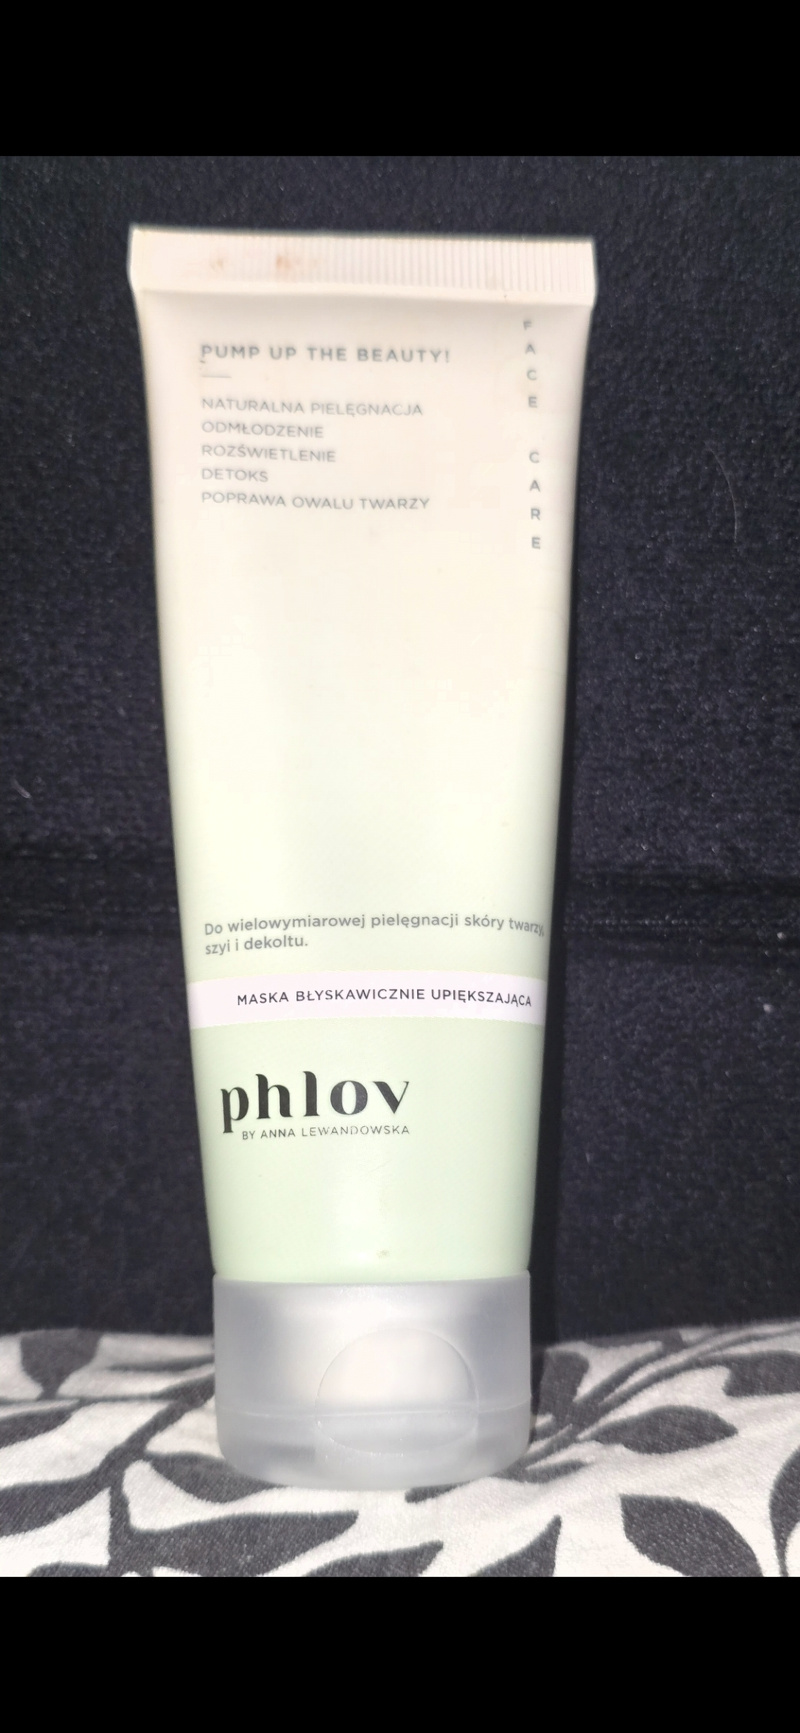 PUMP UP THE BEAUTY!
NATURALNA PIELĘGNACJA
ODMŁODZENIE
ROZŚWIETLENIE
DETOKS
POPRAWA OWALU TWARZY
FACE CARE
Do wielowymiarowej pielęgnacji skóry twarzy,
szyi i dekoltu.
MASKA BŁYSKAWICZNIE UPIĘKSZAJĄCA
phlov
BY ANNA LEWANDOWSKA